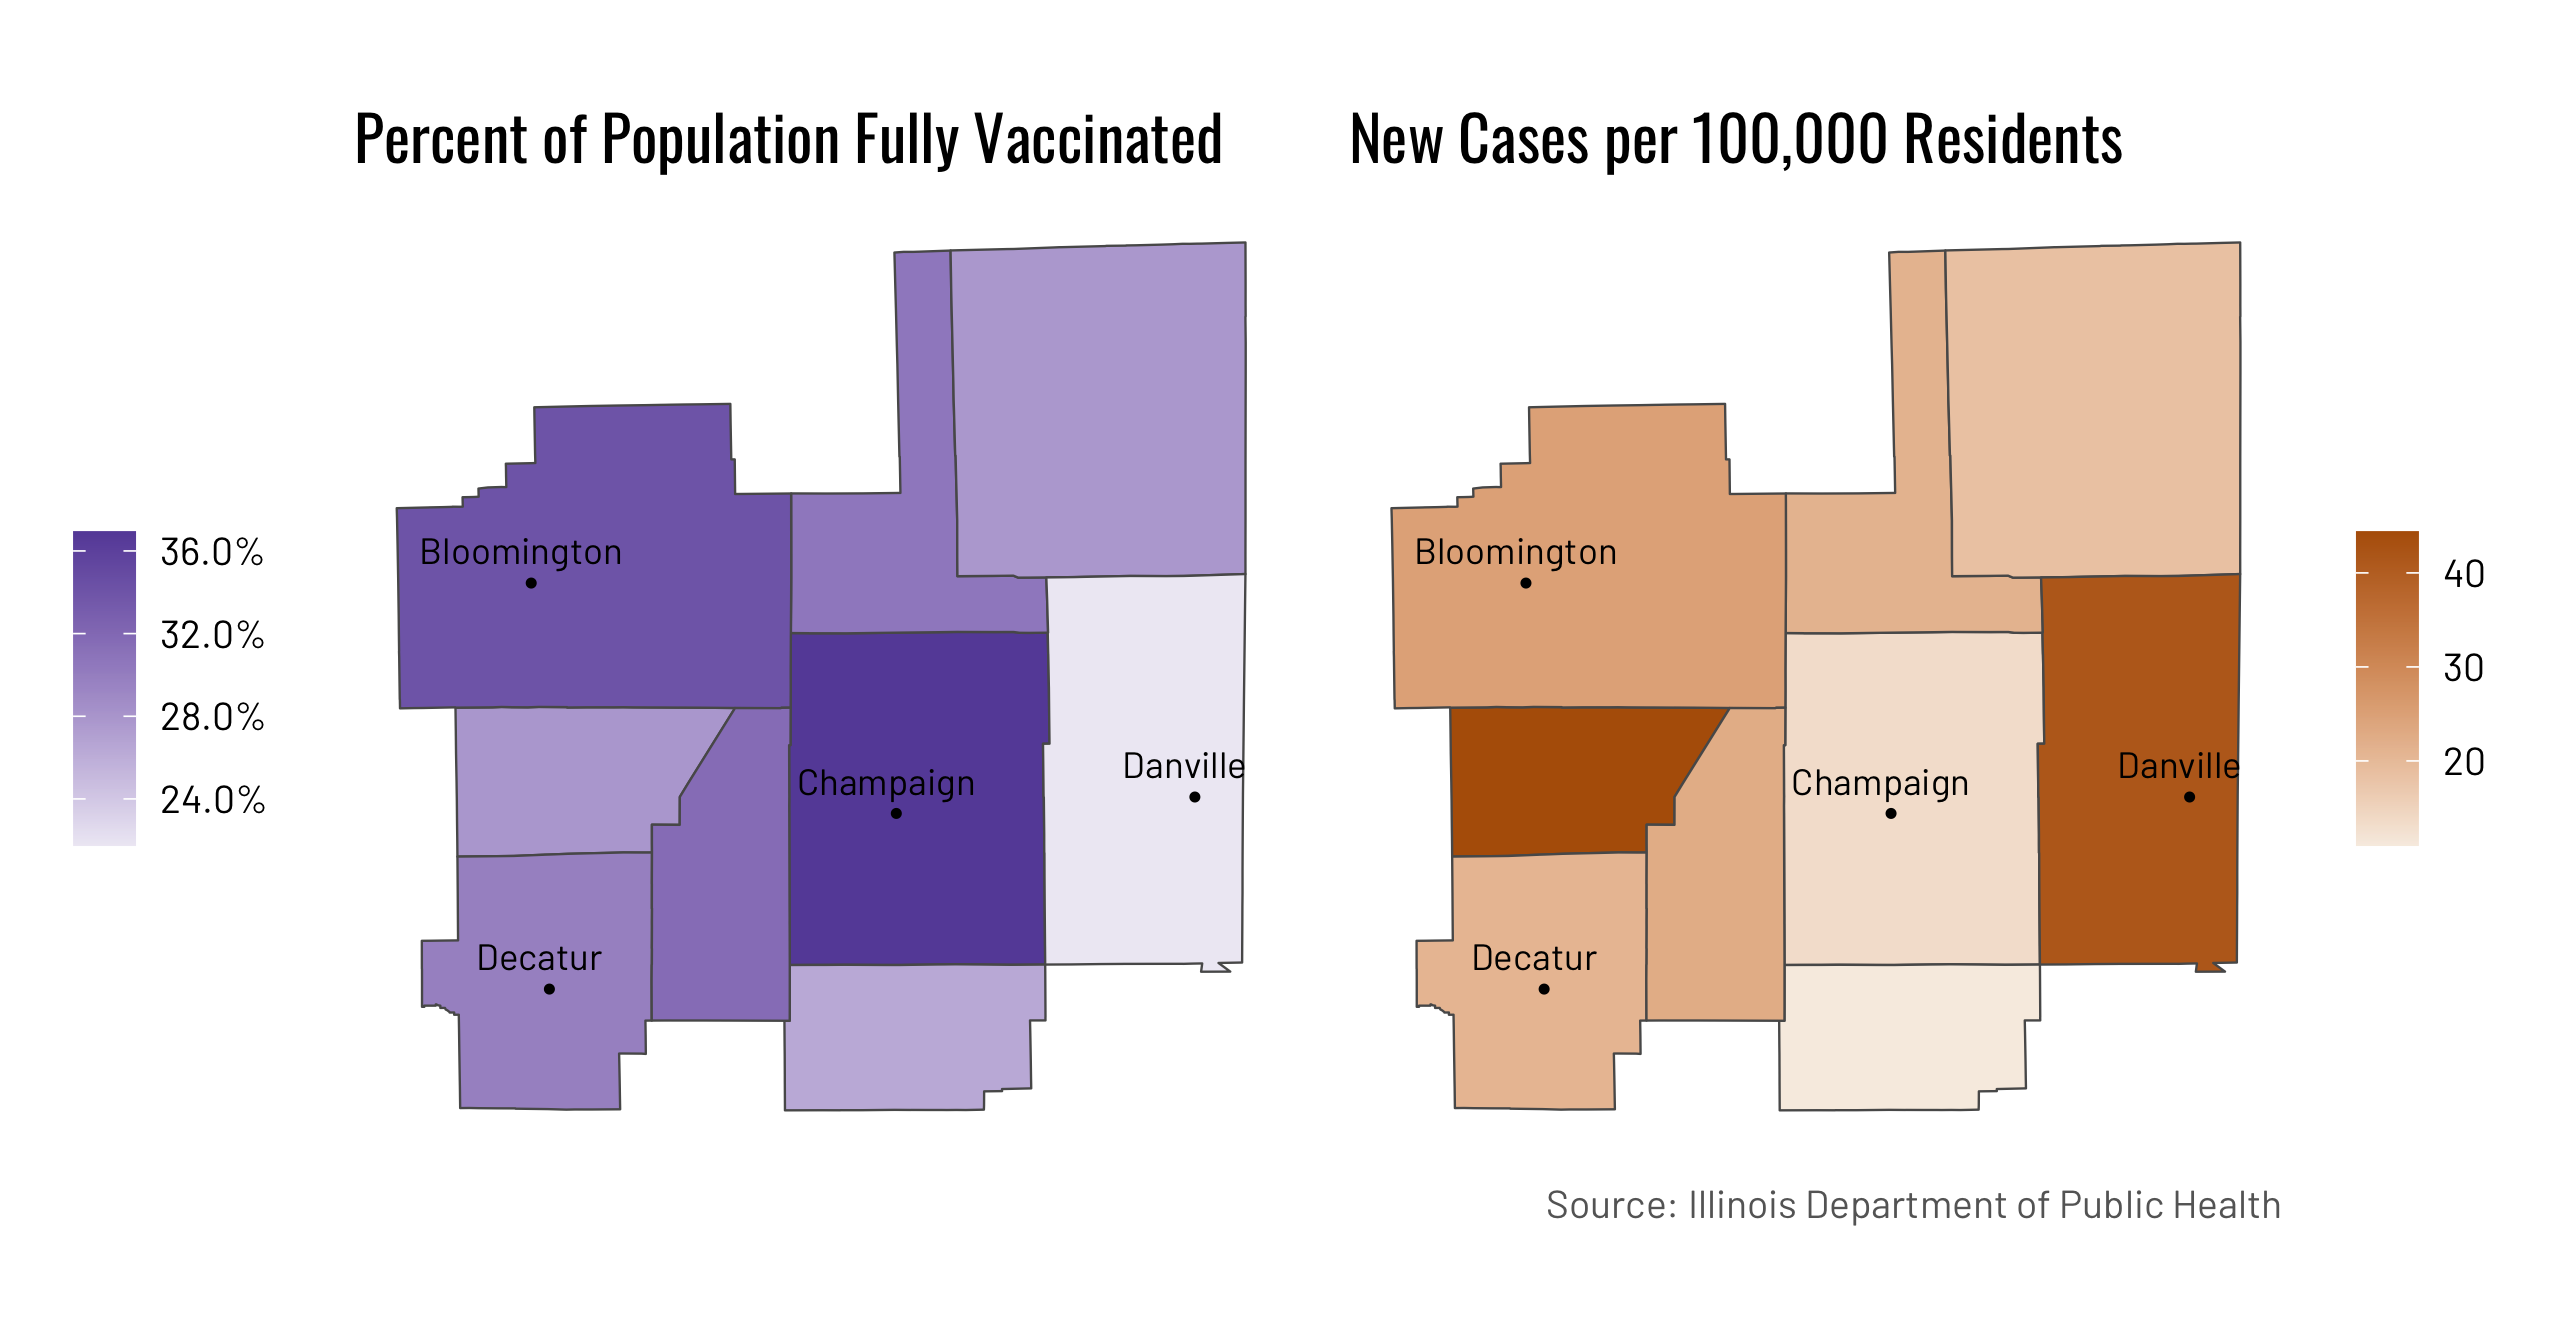 Percent of Population Fully Vaccinated
New Cases per 100,000 Residents
36.0%
32.0%
28.0%
24.0%
Bloomington
Champaign
Danville
Decatur
Bloomington
Champaign
Danville
Decatur
40
30
20
Source: Illinois Department of Public Health